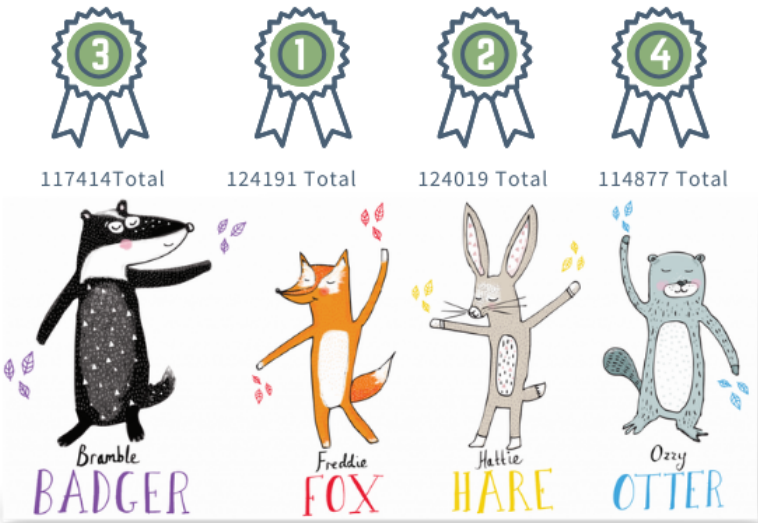 3 1 2 4
117414Total 124191 Total 124019 Total 114877 Total
Bramble Freddie Hattie Ozzy
BADGER FOX HARE OTTER